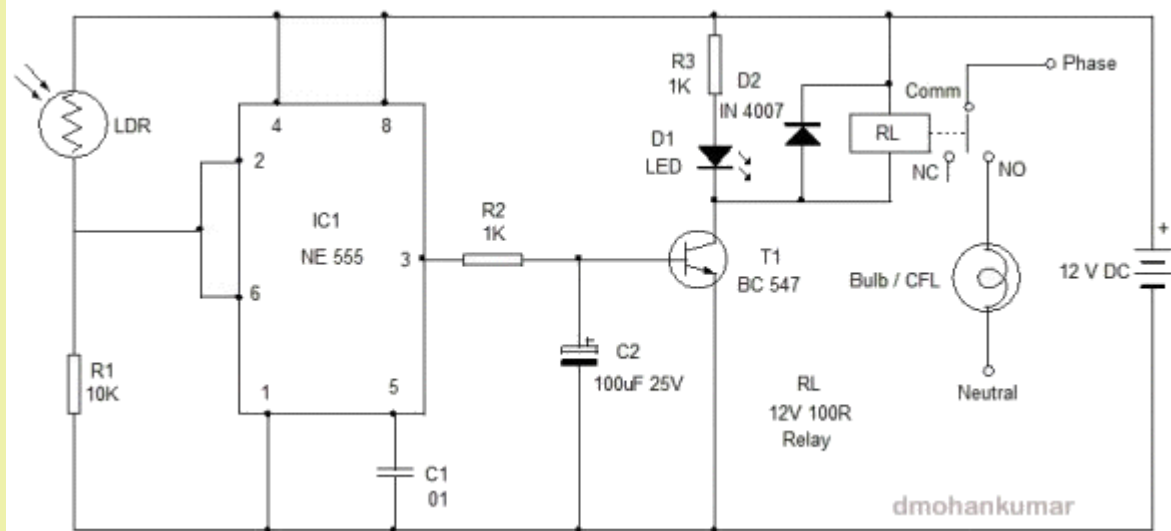 R3
1K
D2
IN 4007
Phase
Comm
LDR
4
8
RL
D1
LED
2
NC
NO
IC1
NE 555
R2
1K
3
T1
BC 547
+
12 V DC
Bulb / CFL
6
R1
10K
1
5
+
C2
100uF 25V
RL
12V 100R
Relay
Neutral
C1
01
dmohankumar